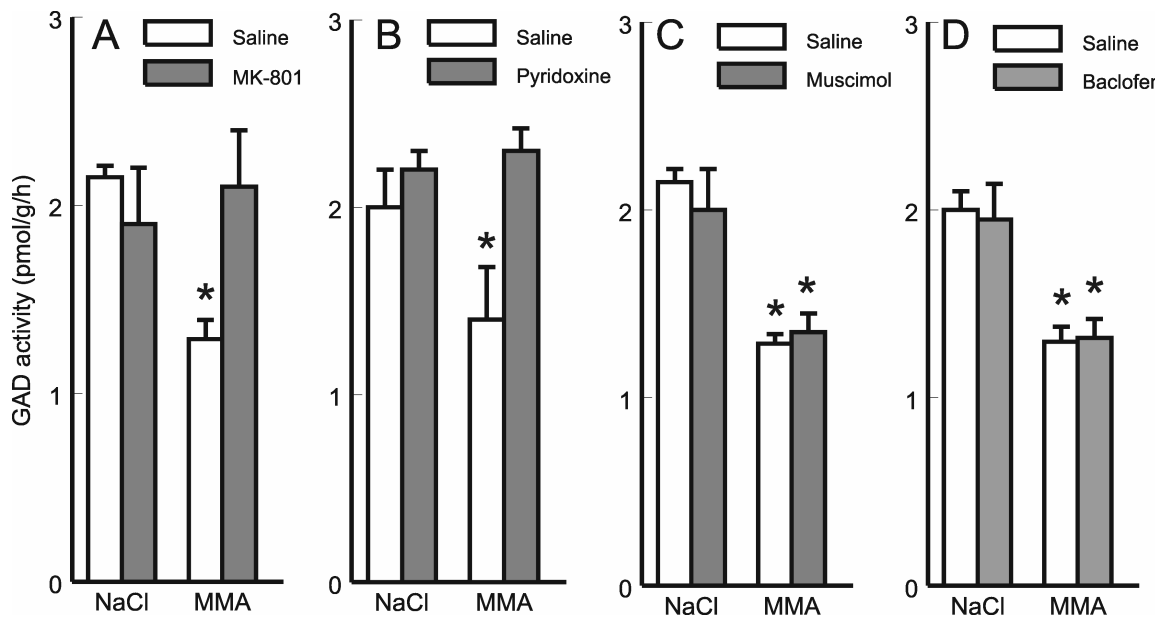 GAD activity (pmol/g/h)
A
Saline
MK-801
3
2
1
0
*
NaCl MMA
B
Saline
Pyridoxine
3
2
1
0
*
NaCl MMA
C
Saline
Muscimol
3
2
1
0
* *
NaCl MMA
D
Saline
Baclofer
3
2
1
0
* *
NaCl MMA